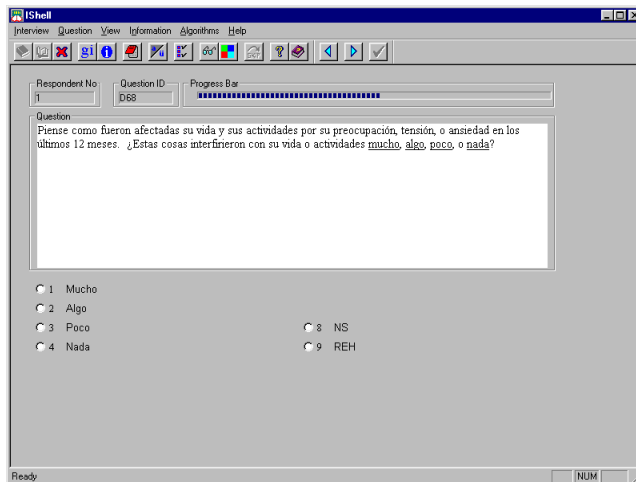 IShell
Interview Question View Information Algorithms Help
gi
Respondent No Question ID Progress Bar
1 D68
Question
Piense como fueron afectadas su vida y sus actividades por su preocupación, tensión, o ansiedad en los
últimos 12 meses. ¿Estas cosas interfirieron con su vida o actividades mucho, algo, poco, o nada?
1 Mucho
2 Algo
3 Poco 8 NS
4 Nada 9 REH
Ready NUM